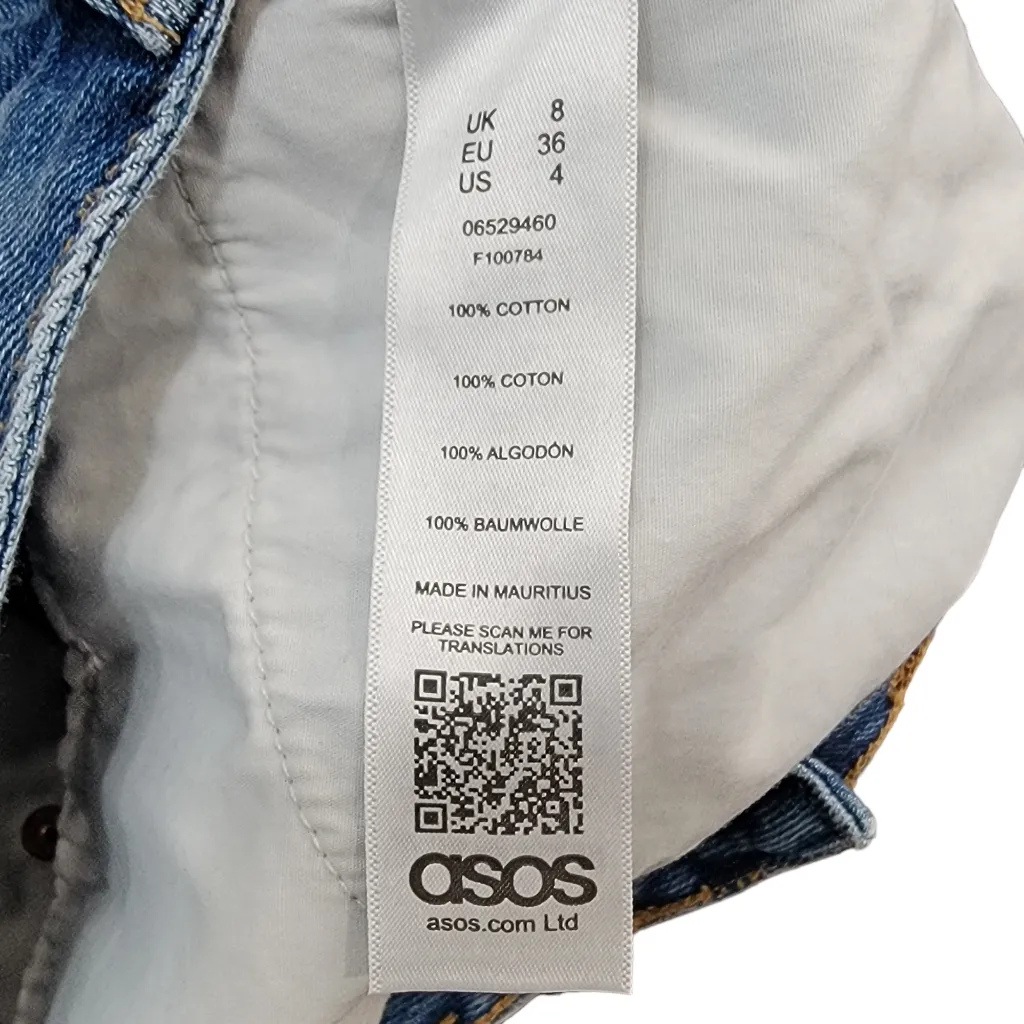 UK 8
EU 36
US 4
06529460
F100784
100% COTTON
100% COTON
100% ALGODÓN
100% BAUMWOLLE
MADE IN MAURITIUS
PLEASE SCAN ME FOR
TRANSLATIONS
asos
asos.com Ltd